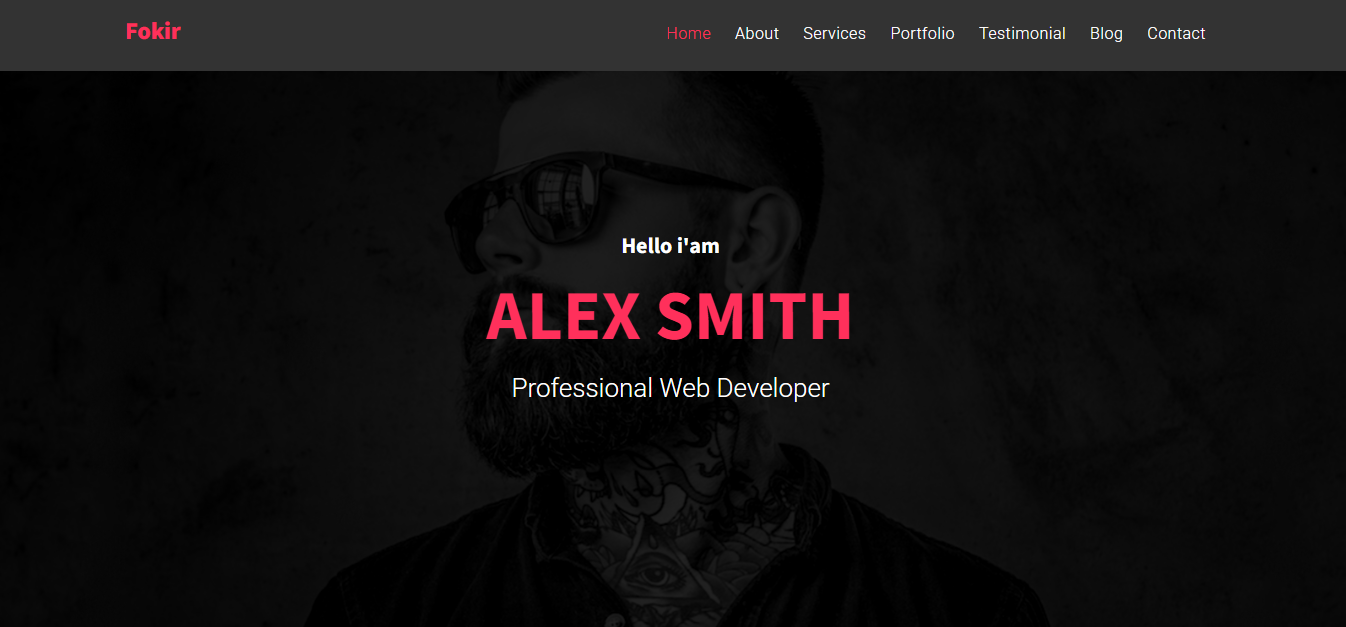 Fokir
Home About Services Portfolio Testimonial Blog Contact
Hello i'am
ALEX SMITH
Professional Web Developer